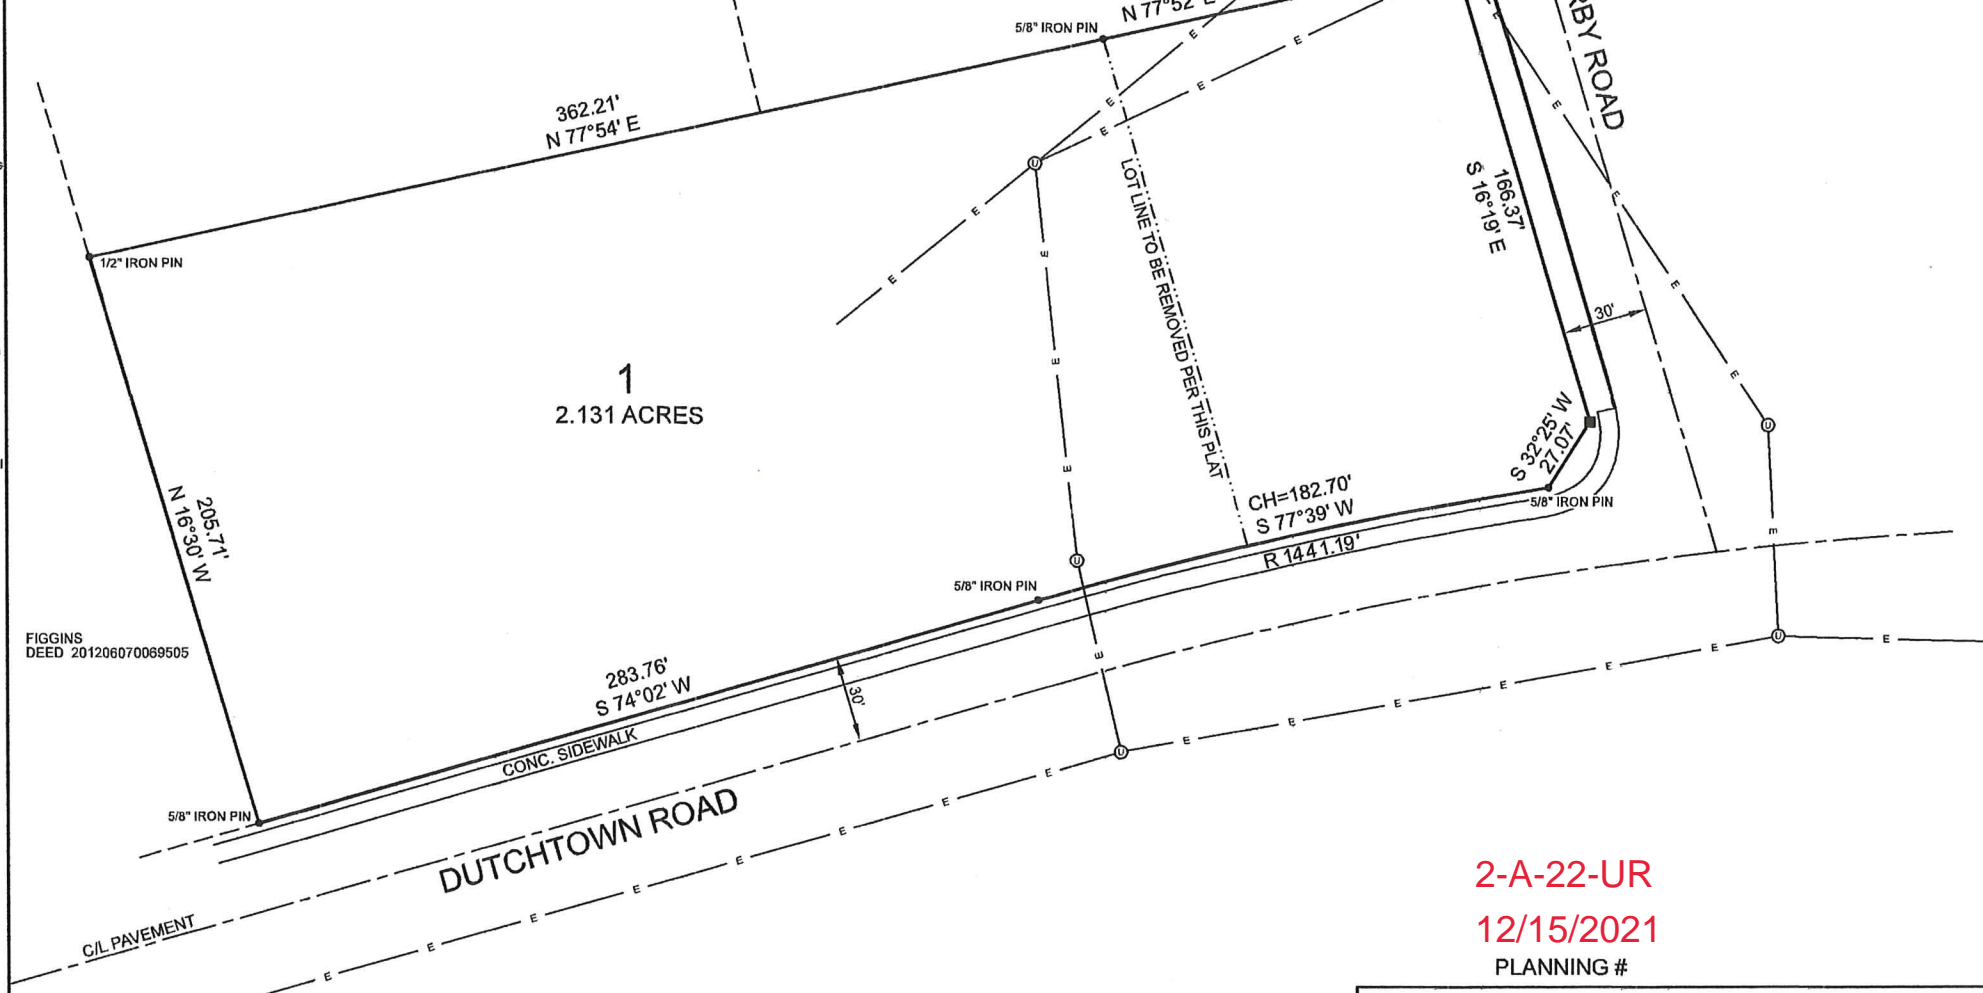 5/8" IRON PIN
N 77°52' E
RBY ROAD
362.21'
N 77°54' E
E
E
E
E
E
E
E
U
LOT LINE TO BE REMOVED PER THIS PLAT
166.37'
S 16°19' E
E
E
E
E
1/2" IRON PIN
E
E
E
30'
1
2.131 ACRES
E
E
E
S 32°25' W
27.07'
U
205.71'
N 16°30' W
CH=182.70'
S 77°39' W
R 1441.19'
5/8" IRON PIN
E
U
5/8" IRON PIN
FIGGINS
DEED 201206070069505
283.76'
S 74°02' W
30'
E
U
E
E
E
E
E
E
E
CONC. SIDEWALK
U
E
E
5/8" IRON PIN
DUTCHTOWN ROAD
E
E
E
E
E
E
E
C/L PAVEMENT
2-A-22-UR
12/15/2021
PLANNING #